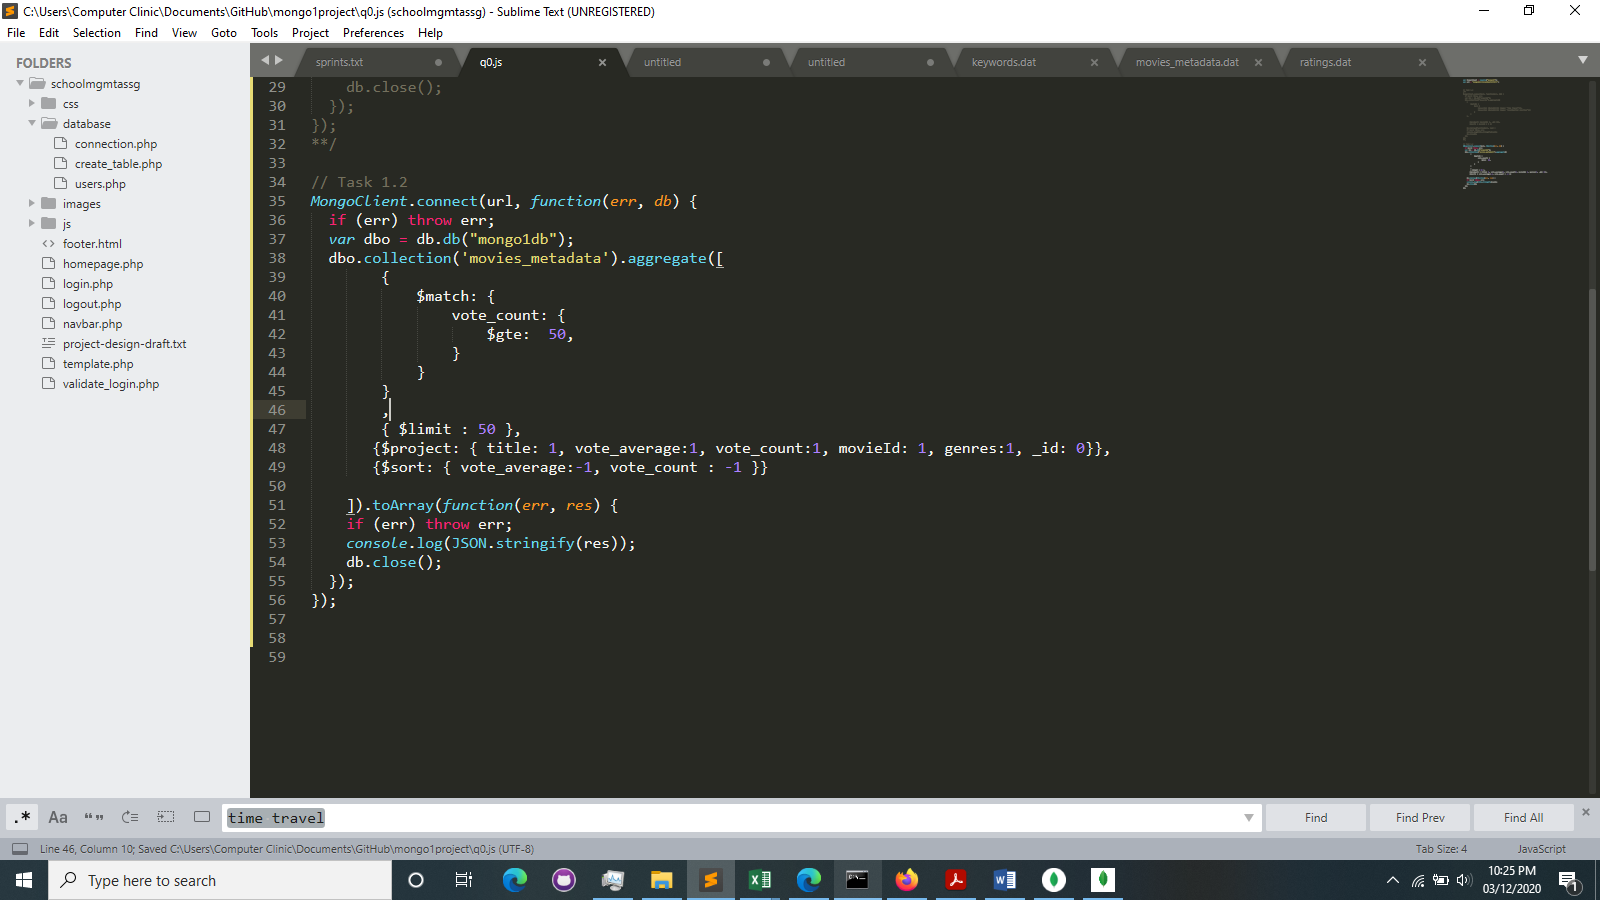 C:\Users\Computer Clinic\Documents\GitHub\mongo1project\q0.js (schoolmgmtassg) - Sublime Text (UNREGISTERED)
File Edit Selection Find View Goto Tools Project Preferences Help
FOLDERS
schoolmgmtassg
css
database
connection.php
create_table.php
users.php
images
js
footer.html
homepage.php
login.php
logout.php
navbar.php
project-design-draft.txt
template.php
validate_login.php
sprints.txt q0.js untitled untitled keywords.dat movies_metadata.dat ratings.dat
29 db.close();
30 });
31 });
32 **/
33
34 // Task 1.2
35 MongoClient.connect(url, function(err, db) {
36 if (err) throw err;
37 var dbo = db.db("mongo1db");
38 dbo.collection('movies_metadata').aggregate([
39 {
40 $match: {
41 vote_count: {
42 $gte: 50,
43 }
44 }
45 }
46 ,
47 { $limit : 50 },
48 {$project: { title: 1, vote_average:1, vote_count:1, movieId: 1, genres:1, _id: 0}},
49 {$sort: { vote_average:-1, vote_count : -1 }}
50
51 ]).toArray(function(err, res) {
52 if (err) throw err;
53 console.log(JSON.stringify(res));
54 db.close();
55 });
56 });
57
58
59
.* Aa “” time travel Find Find Prev Find All
Line 46, Column 10; Saved C:\Users\Computer Clinic\Documents\GitHub\mongo1project\q0.js (UTF-8) Tab Size: 4 JavaScript
Type here to search
10:25 PM
03/12/2020
1